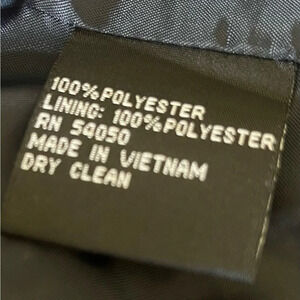 100%POLYESTER
LINING: 100%POLYESTER
RN 54050
MADE IN VIETNAM
DRY CLEAN